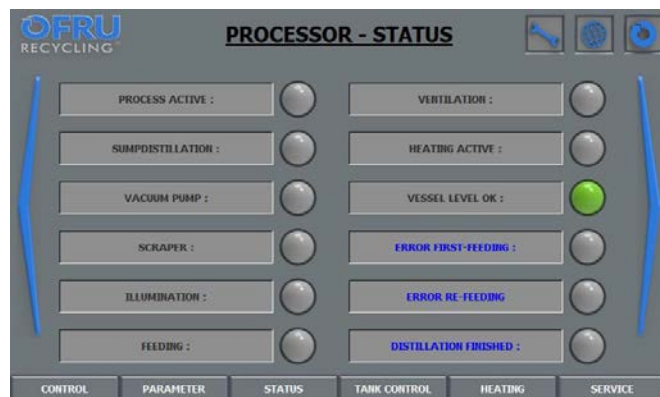 OFRU
RECYCLING
PROCESSOR - STATUS
PROCESS ACTIVE :
SUMPDISTILLATION :
VACUUM PUMP :
SCRAPER :
ILLUMINATION :
FEEDING :
VENTILATION :
HEATING ACTIVE :
VESSEL LEVEL OK :
ERROR FIRST-FEEDING :
ERROR RE-FEEDING
DISTILLATION FINISHED :
CONTROL
PARAMETER
STATUS
TANK CONTROL
HEATING
SERVICE